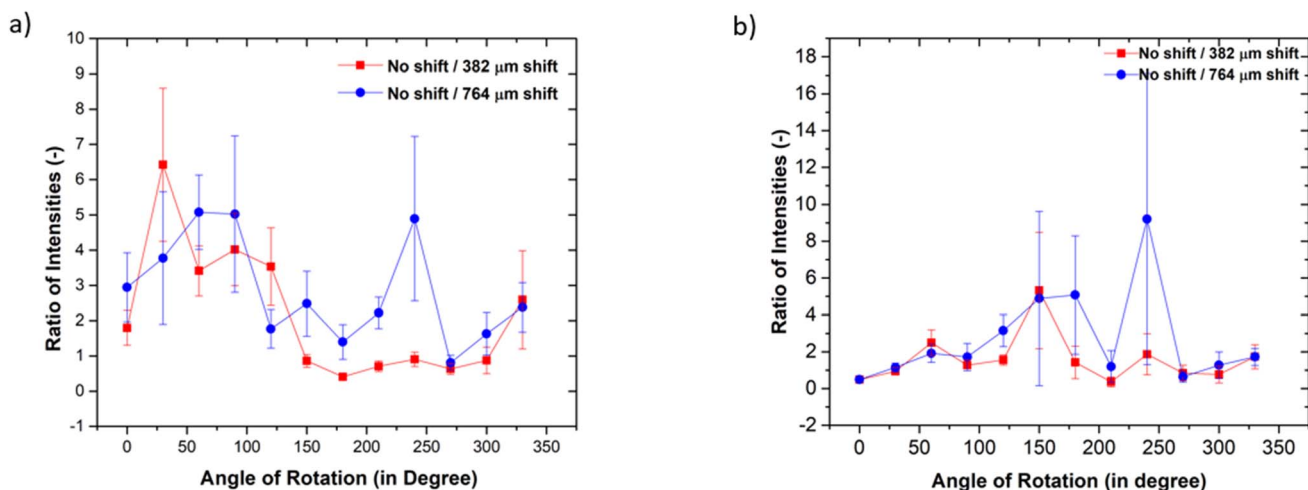 a)
10
9
8
7
6
5
4
3
2
1
0
-1
Ratio of Intensities (-)
No shift / 382 μm shift
No shift / 764 μm shift
0 50 100 150 200 250 300 350
Angle of Rotation (in Degree)
b)
18
16
14
12
10
8
6
4
2
0
-2
Ratio of Intensities (-)
No shift / 382 μm shift
No shift / 764 μm shift
0 50 100 150 200 250 300 350
Angle of Rotation (in degree)